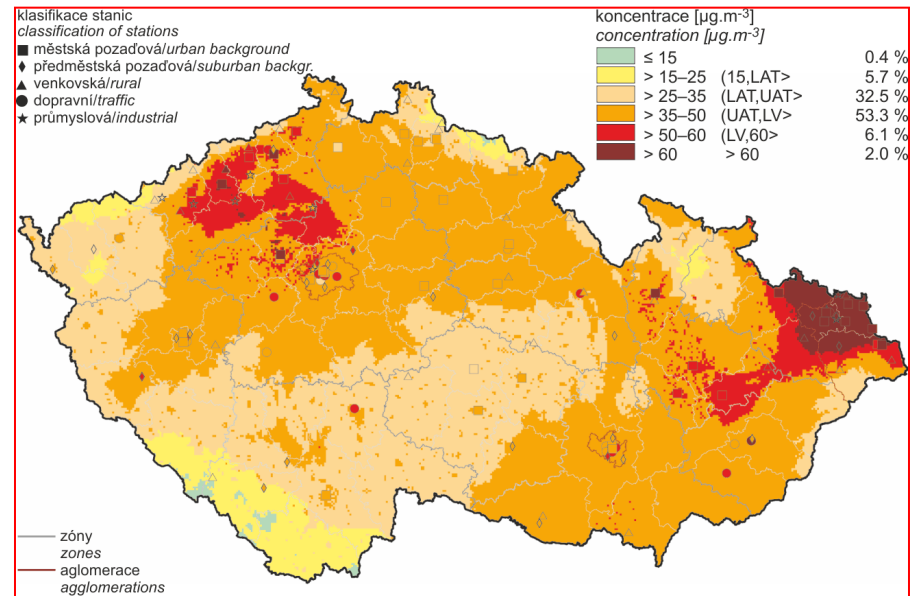 klasifikace stanic
classification of stations
městská pozaďová/urban background
předměstská pozaďová/suburban backgr.
venkovská/rural
dopravní/traffic
průmyslová/industrial
koncentrace [µg.m-3]
concentration [µg.m-3]
≤ 15 0.4 %
> 15–25 (15,LAT> 5.7 %
> 25–35 (LAT,UAT> 32.5 %
> 35–50 (UAT,LV> 53.3 %
> 50–60 (LV,60> 6.1 %
> 60 > 60 2.0 %
zóny
zones
aglomerace
agglomerations